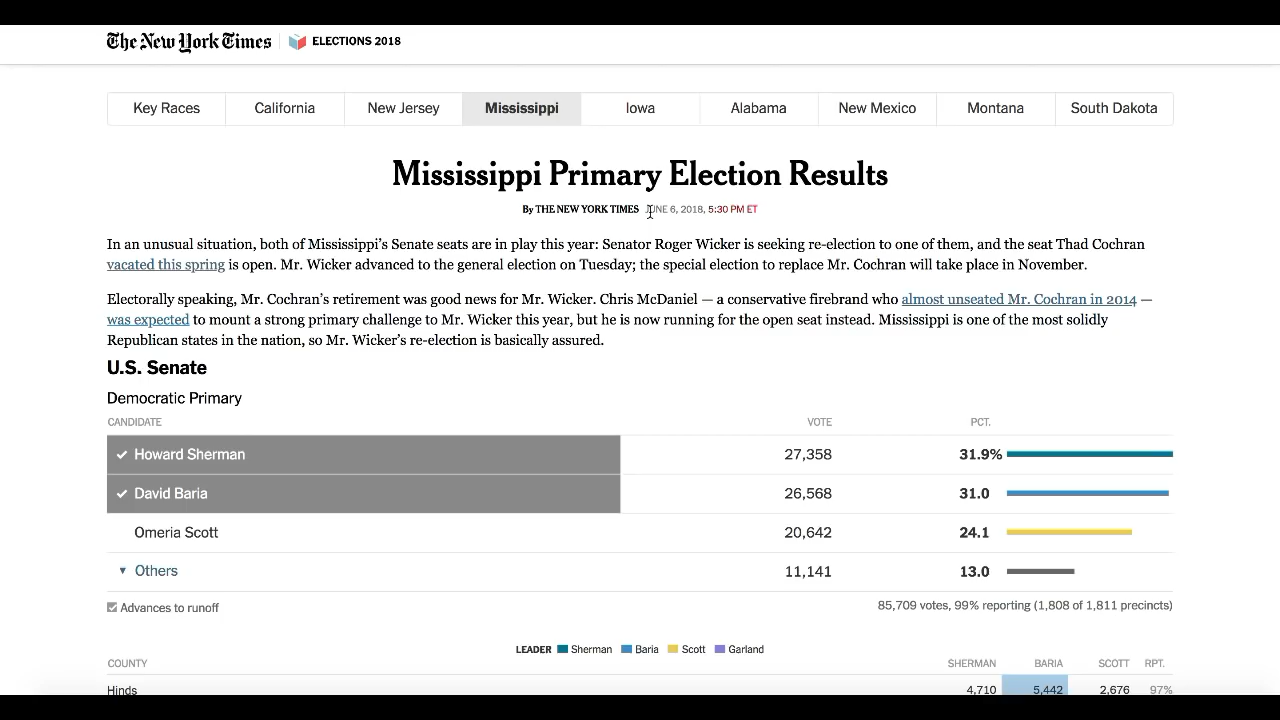 The New York Times ELECTIONS 2018
Key Races California New Jersey Mississippi Iowa Alabama New Mexico Montana South Dakota
Mississippi Primary Election Results
By THE NEW YORK TIMES JUNE 6, 2018, 5:30 PM ET
In an unusual situation, both of Mississippi's Senate seats are in play this year: Senator Roger Wicker is seeking re-election to one of them, and the seat Thad Cochran
vacated this spring is open. Mr. Wicker advanced to the general election on Tuesday; the special election to replace Mr. Cochran will take place in November.
Electorally speaking, Mr. Cochran's retirement was good news for Mr. Wicker. Chris McDaniel — a conservative firebrand who almost unseated Mr. Cochran in 2014 —
was expected to mount a strong primary challenge to Mr. Wicker this year, but he is now running for the open seat instead. Mississippi is one of the most solidly
Republican states in the nation, so Mr. Wicker's re-election is basically assured.
U.S. Senate
Democratic Primary
CANDIDATE VOTE PCT.
Howard Sherman 27,358 31.9%
David Baria 26,568 31.0
Omeria Scott 20,642 24.1
Others 11,141 13.0
Advances to runoff 85,709 votes, 99% reporting (1,808 of 1,811 precincts)
LEADER Sherman Baria Scott Garland
COUNTY SHERMAN BARIA SCOTT RPT.
Hinds 4,710 5,442 2,676 97%